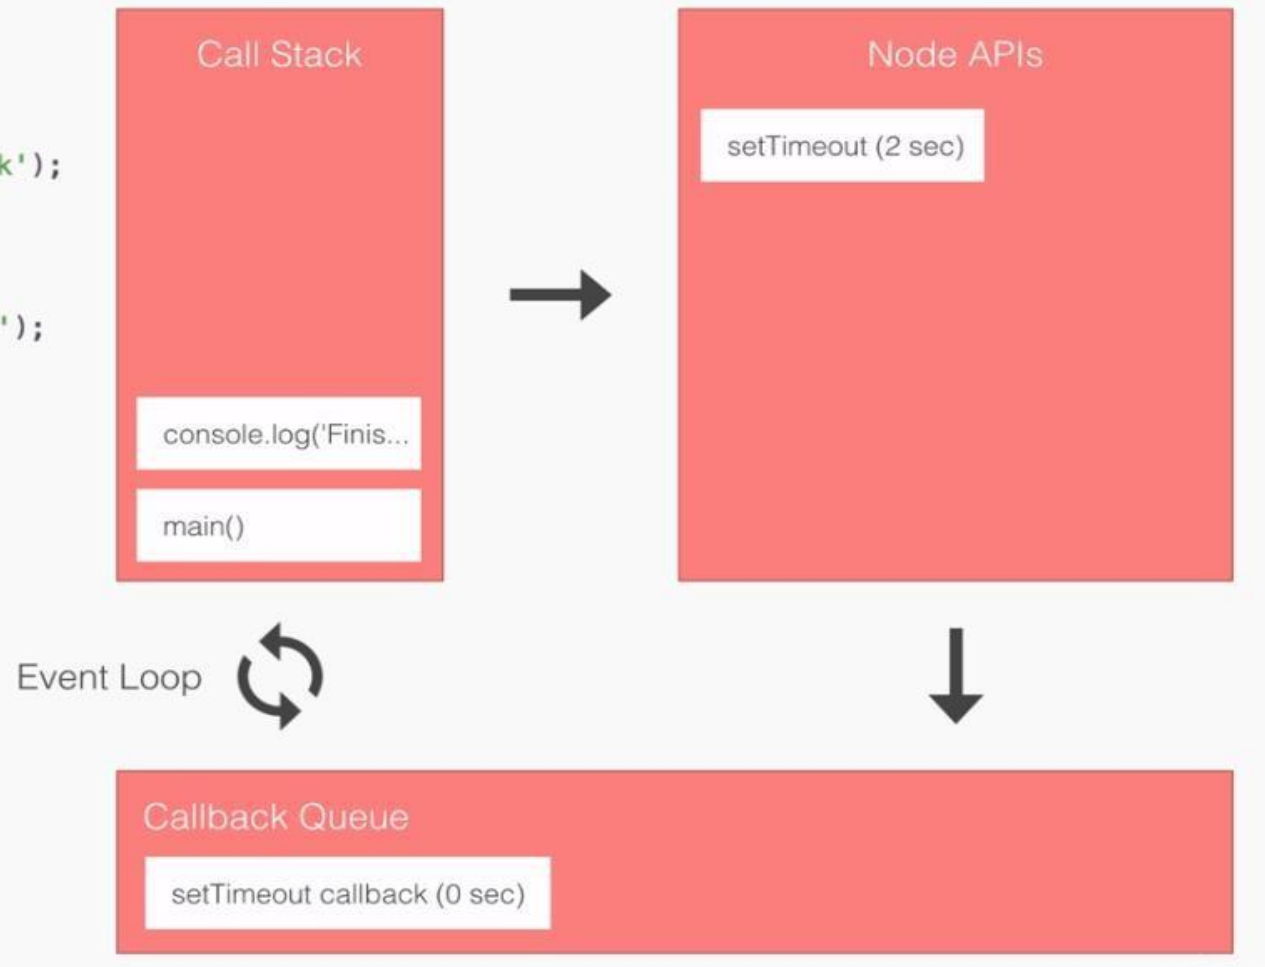 Call Stack
Node APIs
k');
setTimeout (2 sec)
');
console.log('Finis...
main()
Event Loop
Callback Queue
setTimeout callback (0 sec)